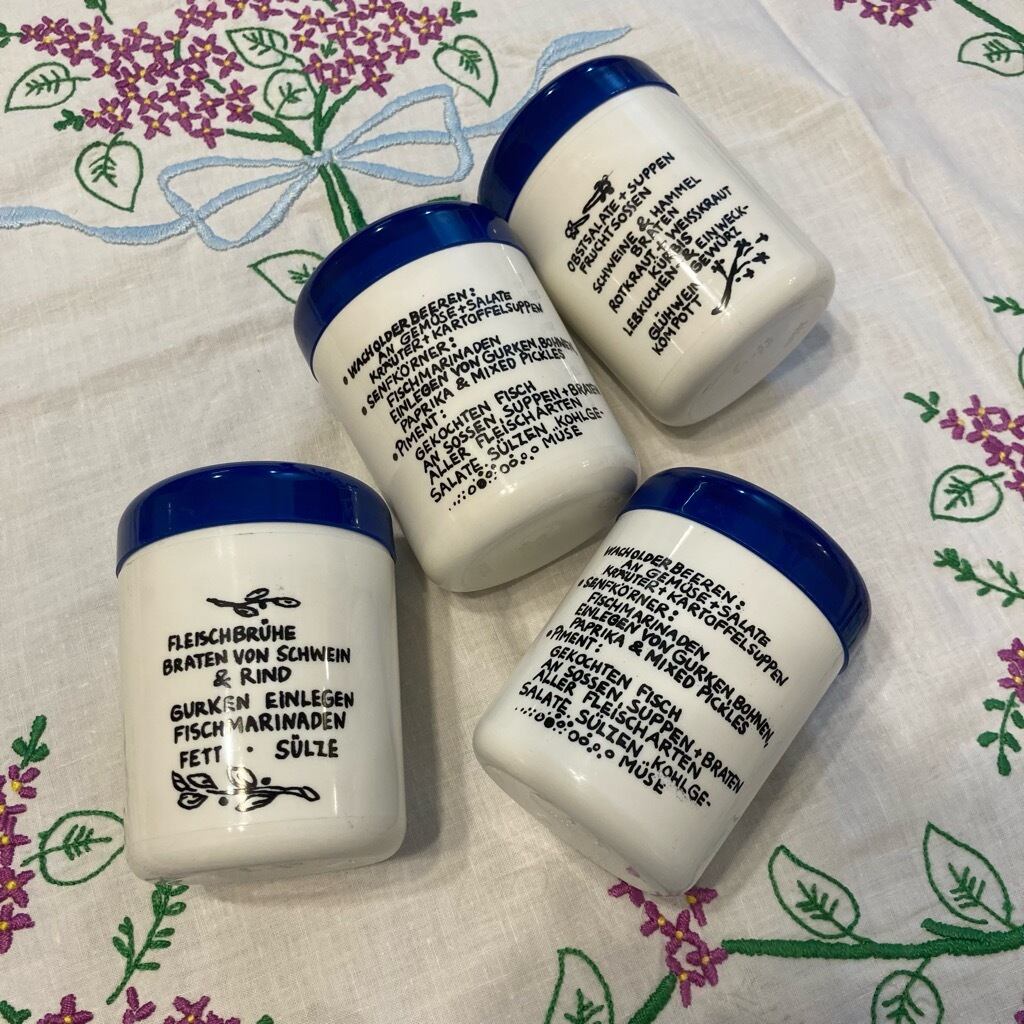 OBSTSALATE + SUPPEN
FRUCHTSOSSEN
SCHWEINE & HAMMEL
BRATEN
ROTKRAUT + WEISSKRAUT
KÜRBIS
LEBKUCHEN & EINWECK-
GEWÜRZ
GLÜHWEIN
KOMPOTT
• WACHOLDERBEEREN:
AN GEMÜSE + SALATE
KRÄUTER + KARTOFFELSUPPEN
• SENFKÖRNER:
FISCHMARINADEN
EINLEGEN VON GURKEN, BOHNEN,
PAPRIKA & MIXED PICKLES
• PIMENT:
GEKOCHTEN FISCH
AN SOSSEN SUPPEN + BRATEN
ALLER FLEISCHARTEN
SALATE, SÜLZEN, KOHLGE-
MÜSE
FLEISCHBRÜHE
BRATEN VON SCHWEIN
& RIND
GURKEN EINLEGEN
FISCHMARINADEN
FETT · SÜLZE
WACHOLDERBEEREN:
AN GEMÜSE + SALATE
KRÄUTER + KARTOFFELSUPPEN
• SENFKÖRNER:
FISCHMARINADEN
EINLEGEN VON GURKEN, BOHNEN,
PAPRIKA & MIXED PICKLES
• PIMENT:
GEKOCHTEN FISCH
AN SOSSEN SUPPEN + BRATEN
ALLER FLEISCHARTEN
SALATE, SÜLZEN, KOHLGE-
MÜSE